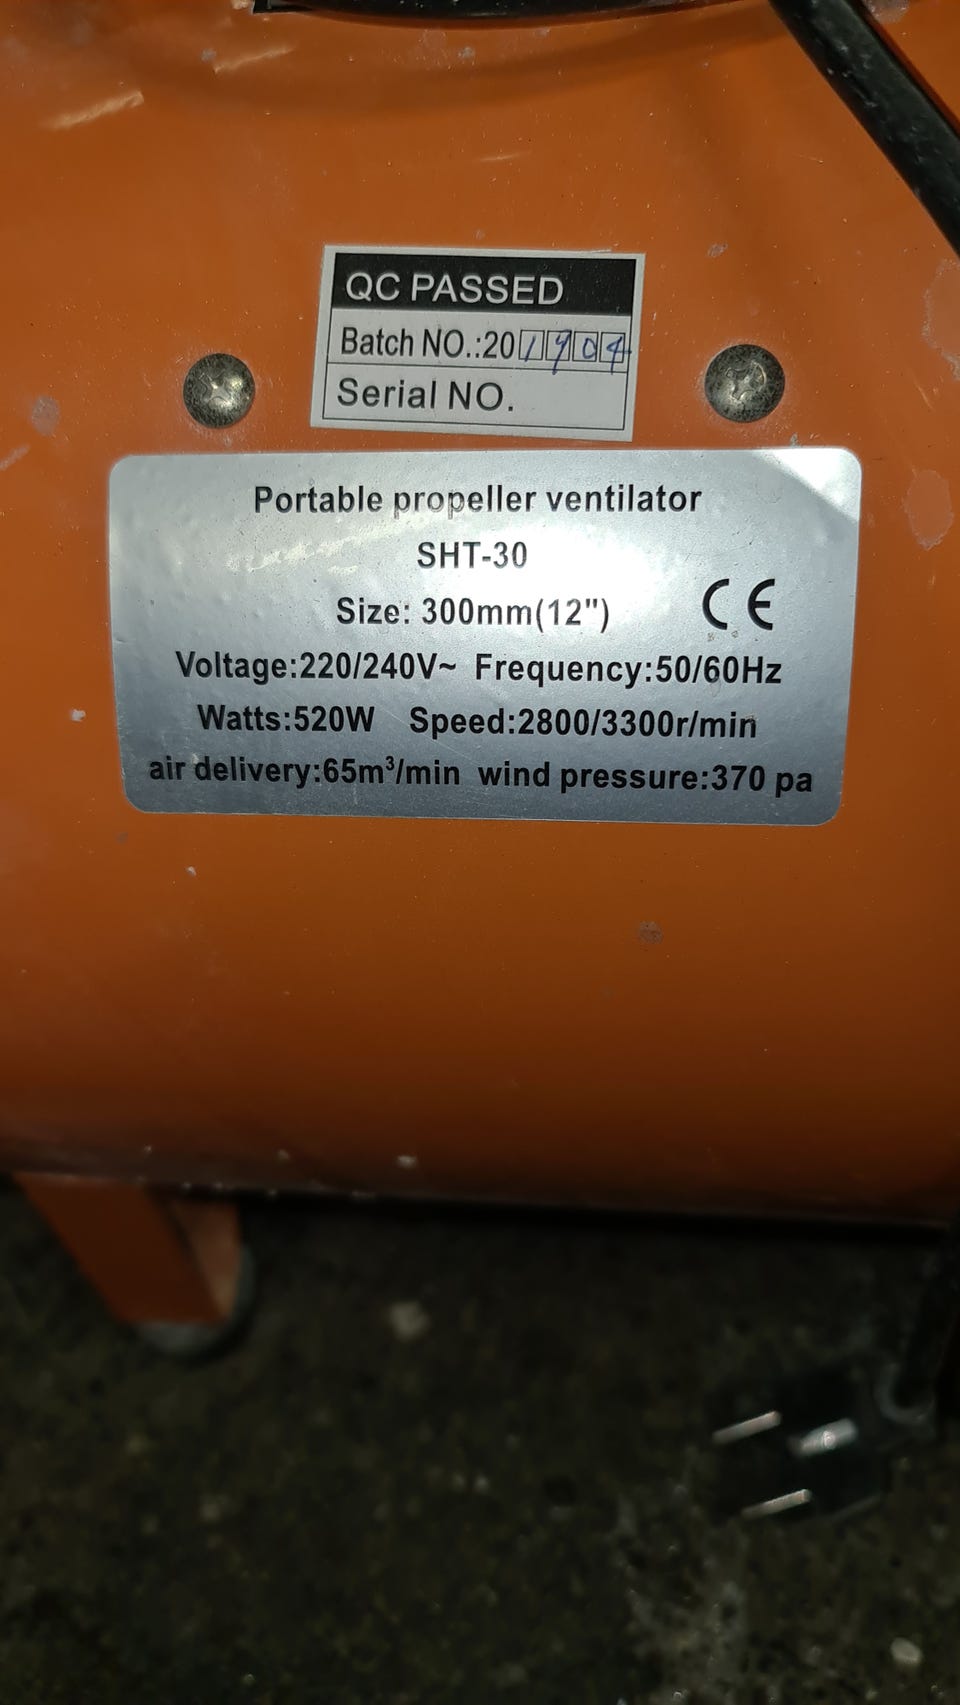 QC PASSED
Batch NO.:201904
Serial NO.
Portable propeller ventilator
SHT-30
Size: 300mm(12")
CE
Voltage:220/240V~ Frequency:50/60Hz
Watts:520W Speed:2800/3300r/min
air delivery:65m³/min wind pressure:370 pa